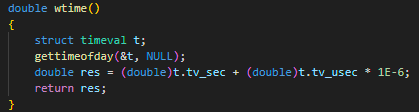 double wtime()
{
    struct timeval t;
    gettimeofday(&t, NULL);
    double res = (double)t.tv_sec + (double)t.tv_usec * 1E-6;
    return res;
}